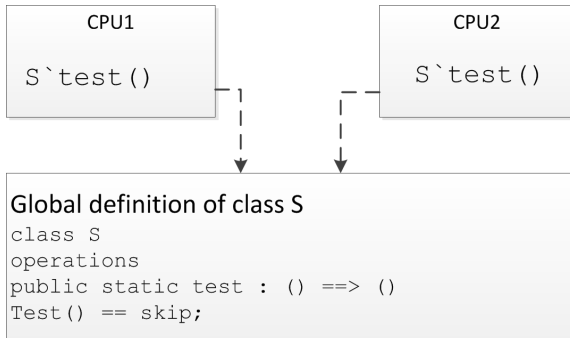 CPU1
S`test()
CPU2
S`test()
Global definition of class S
class S
operations
public static test : () ==> ()
Test() == skip;